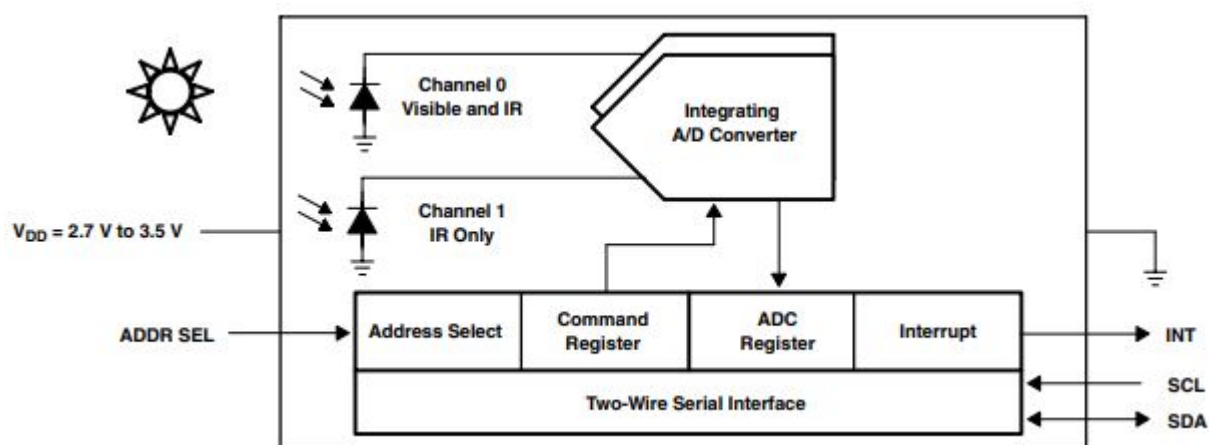 Channel 0
Visible and IR
Integrating
A/D Converter
Channel 1
IR Only
VDD = 2.7 V to 3.5 V
ADDR SEL
Address Select
Command
Register
ADC
Register
Interrupt
INT
Two-Wire Serial Interface
SCL
SDA